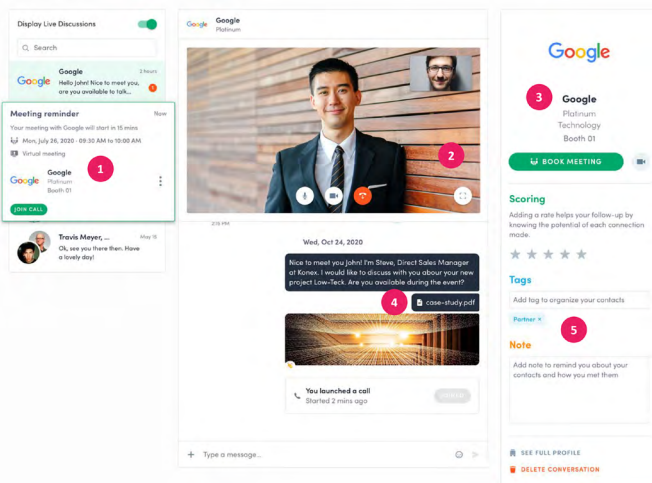 Display Live Discussions
Search
Google
Google
2 hours
Hello John! Nice to meet you,
are you available to talk...
1
Meeting reminder
Now
Your meeting with Google will start in 15 mins
Mon, July 26, 2020 - 09:30 AM to 10:00 AM
Virtual meeting
1
Google
Google
Platinum
Booth 01
JOIN CALL
Travis Meyer, ...
May 15
Ok, see you there then. Have
a lovely day!
Google
Google
Platinum
2
2:15 PM
Wed, Oct 24, 2020
Nice to meet you John! I'm Steve, Direct Sales Manager
at Konex. I would like to discuss with you abour your new
project Low-Teck. Are you available during the event?
4
case-study.pdf
You launched a call
Started 2 mins ago
Type a message...
Google
3
Google
Platinum
Technology
Booth 01
BOOK MEETING
Scoring
Adding a rate helps your follow-up by
knowing the potential of each connection
made.
Tags
Add tag to organize your contacts
Partner ×
5
Note
Add note to remind you about your
contacts and how you met them
SEE FULL PROFILE
DELETE CONVERSATION